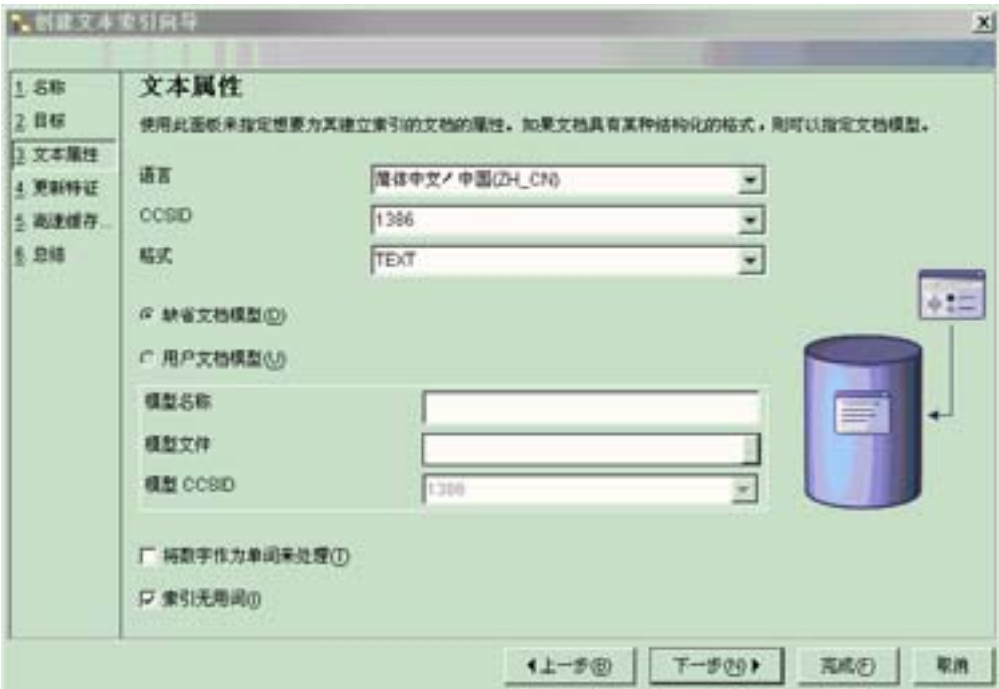 创建文本索引向导
1 名称
2 目标
3 文本属性
4 更新特征
5 高速缓存...
6 总结
文本属性
使用此面板来指定想要为其建立索引的文档的属性。如果文档具有某种结构化的格式，则可以指定文档模型。
语言
简体中文/中国(ZH_CN)
CCSID
1386
格式
TEXT
缺省文档模型(D)
用户文档模型(U)
模型名称
模型文件
模型 CCSID
1386
将数字作为单词来处理(T)
索引无用词(I)
上一步(B)
下一步(N)
完成(F)
取消